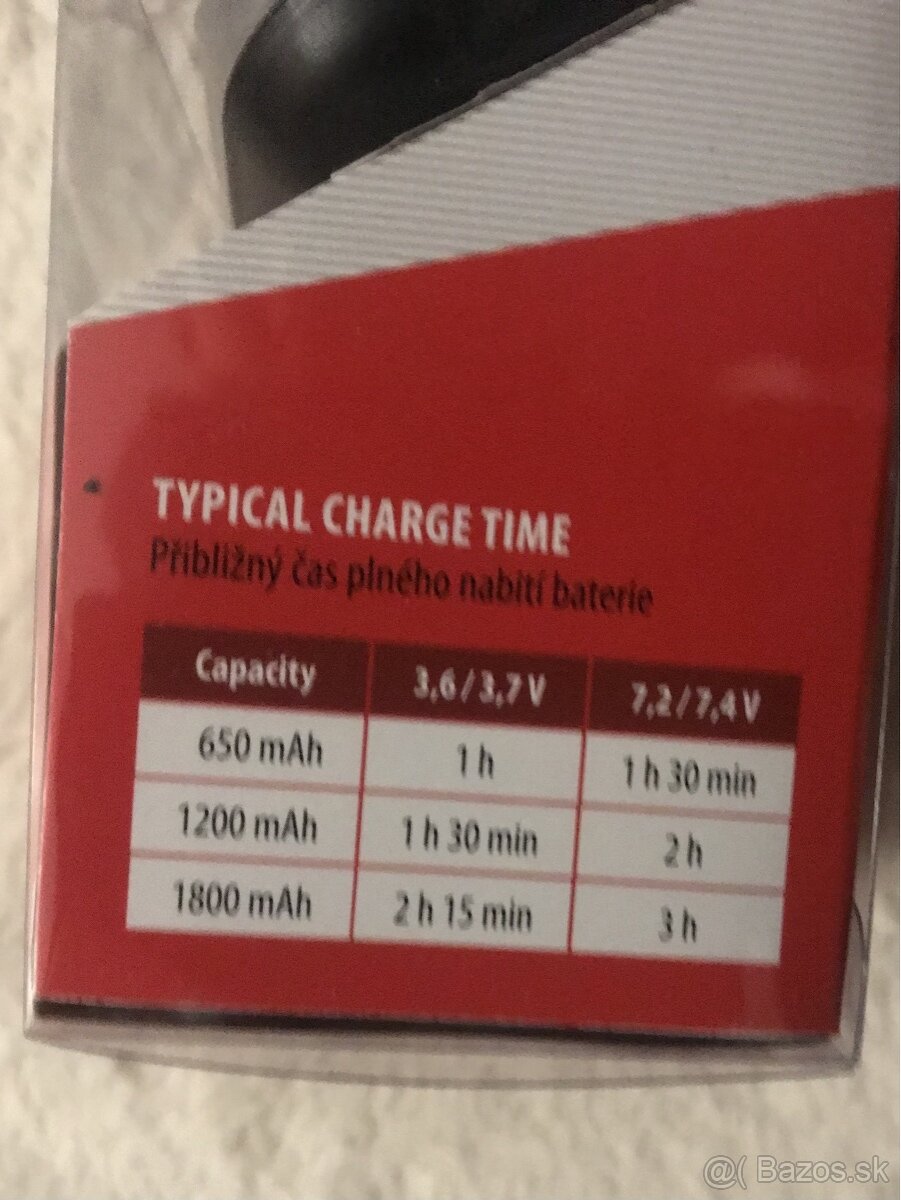 TYPICAL CHARGE TIME
Přibližný čas plného nabití baterie
Capacity 3,6/3,7 V 7,2/7,4 V
650 mAh 1 h 1 h 30 min
1200 mAh 1 h 30 min 2 h
1800 mAh 2 h 15 min 3 h
@( Bazos.sk